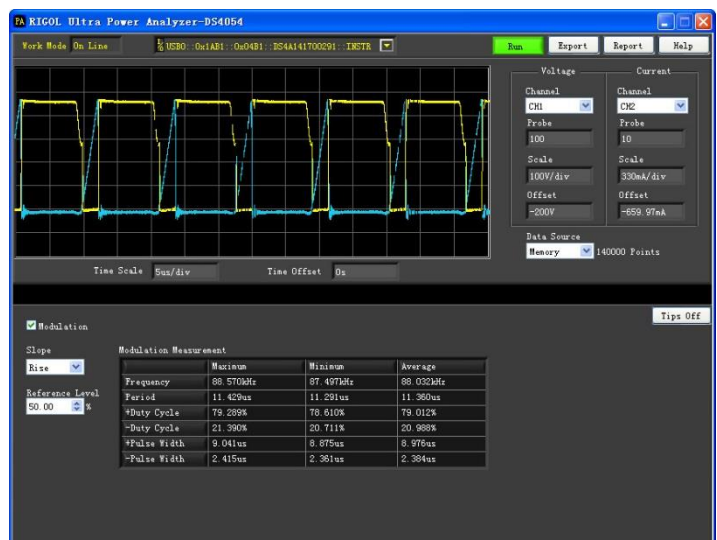 PA RIGOL Ultra Power Analyzer-DS4054
Work Mode On Line USB0::0x1AB1::0x04B1::DS4A141700291::INSTR Run Export Report Help
Voltage Current
Channel Channel
CH1 CH2
Probe Probe
100 10
Scale Scale
100V/div 330mA/div
Offset Offset
-200V -659.97mA
Data Source
Memory 140000 Points
Time Scale 5us/div Time Offset 0s
Tips Off
Modulation
Slope
Rise
Reference Level
50.00 %
Modulation Measurement
Maximum Minimum Average
Frequency 88.570kHz 87.497kHz 88.032kHz
Period 11.429us 11.291us 11.360us
+Duty Cycle 79.289% 78.610% 79.012%
-Duty Cycle 21.390% 20.711% 20.988%
+Pulse Width 9.041us 8.875us 8.976us
-Pulse Width 2.415us 2.361us 2.384us